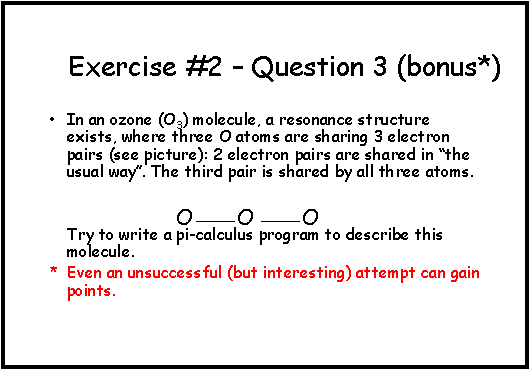 Exercise #2 – Question 3 (bonus*)
• In an ozone (O3) molecule, a resonance structure
exists, where three O atoms are sharing 3 electron
pairs (see picture): 2 electron pairs are shared in “the
usual way”. The third pair is shared by all three atoms.
O —— O —— O
Try to write a pi-calculus program to describe this
molecule.
* Even an unsuccessful (but interesting) attempt can gain
points.